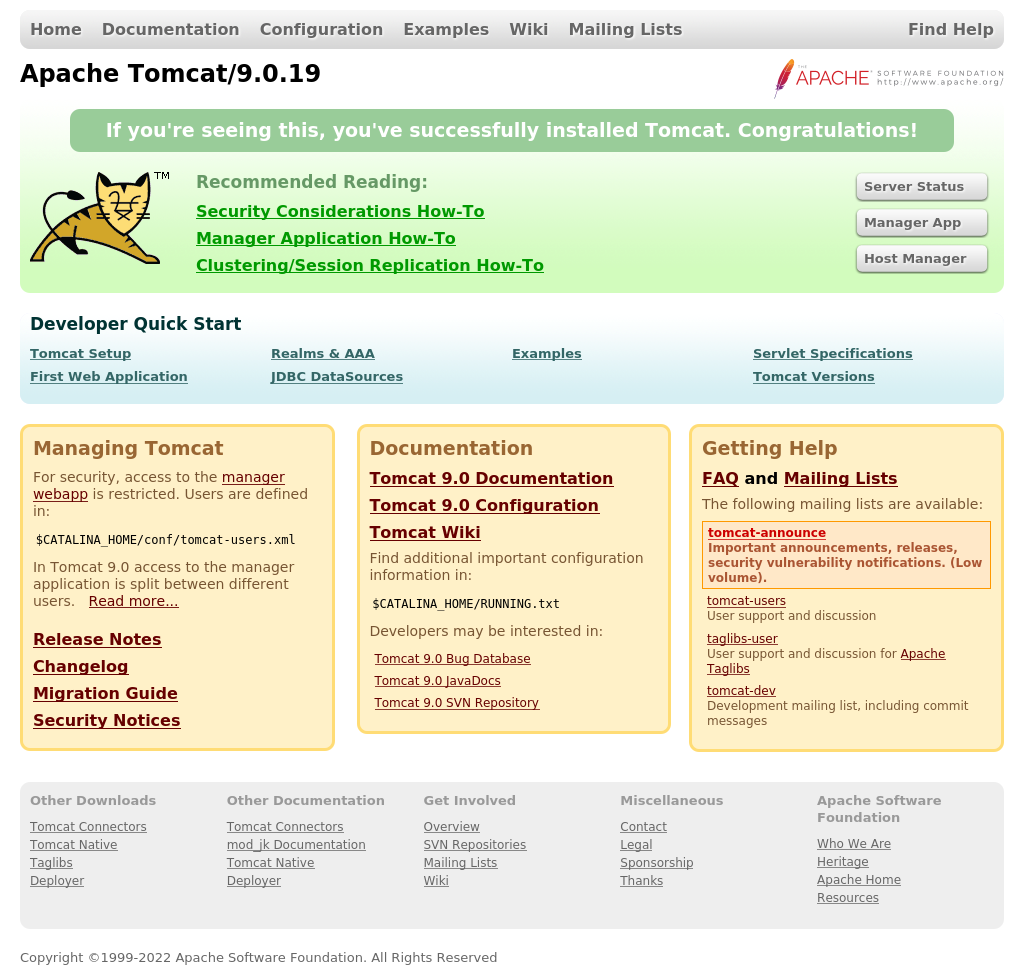 Home Documentation Configuration Examples Wiki Mailing Lists Find Help
Apache Tomcat/9.0.19
THE APACHE SOFTWARE FOUNDATION
http://www.apache.org/
If you're seeing this, you've successfully installed Tomcat. Congratulations!
TM
Recommended Reading:
Security Considerations How-To
Manager Application How-To
Clustering/Session Replication How-To
Server Status
Manager App
Host Manager
Developer Quick Start
Tomcat Setup
First Web Application
Realms & AAA
JDBC DataSources
Examples
Servlet Specifications
Tomcat Versions
Managing Tomcat
For security, access to the manager
webapp is restricted. Users are defined
in:
$CATALINA_HOME/conf/tomcat-users.xml
In Tomcat 9.0 access to the manager
application is split between different
users. Read more...
Release Notes
Changelog
Migration Guide
Security Notices
Documentation
Tomcat 9.0 Documentation
Tomcat 9.0 Configuration
Tomcat Wiki
Find additional important configuration
information in:
$CATALINA_HOME/RUNNING.txt
Developers may be interested in:
Tomcat 9.0 Bug Database
Tomcat 9.0 JavaDocs
Tomcat 9.0 SVN Repository
Getting Help
FAQ and Mailing Lists
The following mailing lists are available:
tomcat-announce
Important announcements, releases,
security vulnerability notifications. (Low
volume).
tomcat-users
User support and discussion
taglibs-user
User support and discussion for Apache
Taglibs
tomcat-dev
Development mailing list, including commit
messages
Other Downloads
Tomcat Connectors
Tomcat Native
Taglibs
Deployer
Other Documentation
Tomcat Connectors
mod_jk Documentation
Tomcat Native
Deployer
Get Involved
Overview
SVN Repositories
Mailing Lists
Wiki
Miscellaneous
Contact
Legal
Sponsorship
Thanks
Apache Software
Foundation
Who We Are
Heritage
Apache Home
Resources
Copyright ©1999-2022 Apache Software Foundation. All Rights Reserved